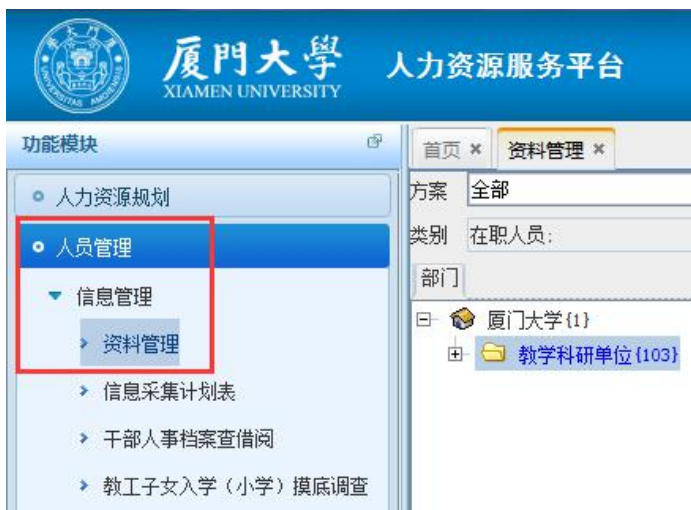 厦門大學
XIAMEN UNIVERSITY
人力资源服务平台
功能模块
人力资源规划
人员管理
信息管理
资料管理
信息采集计划表
干部人事档案查借阅
教工子女入学（小学）摸底调查
首页 × 资料管理 ×
方案 全部
类别 在职人员:
部门
厦门大学{1}
教学科研单位{103}